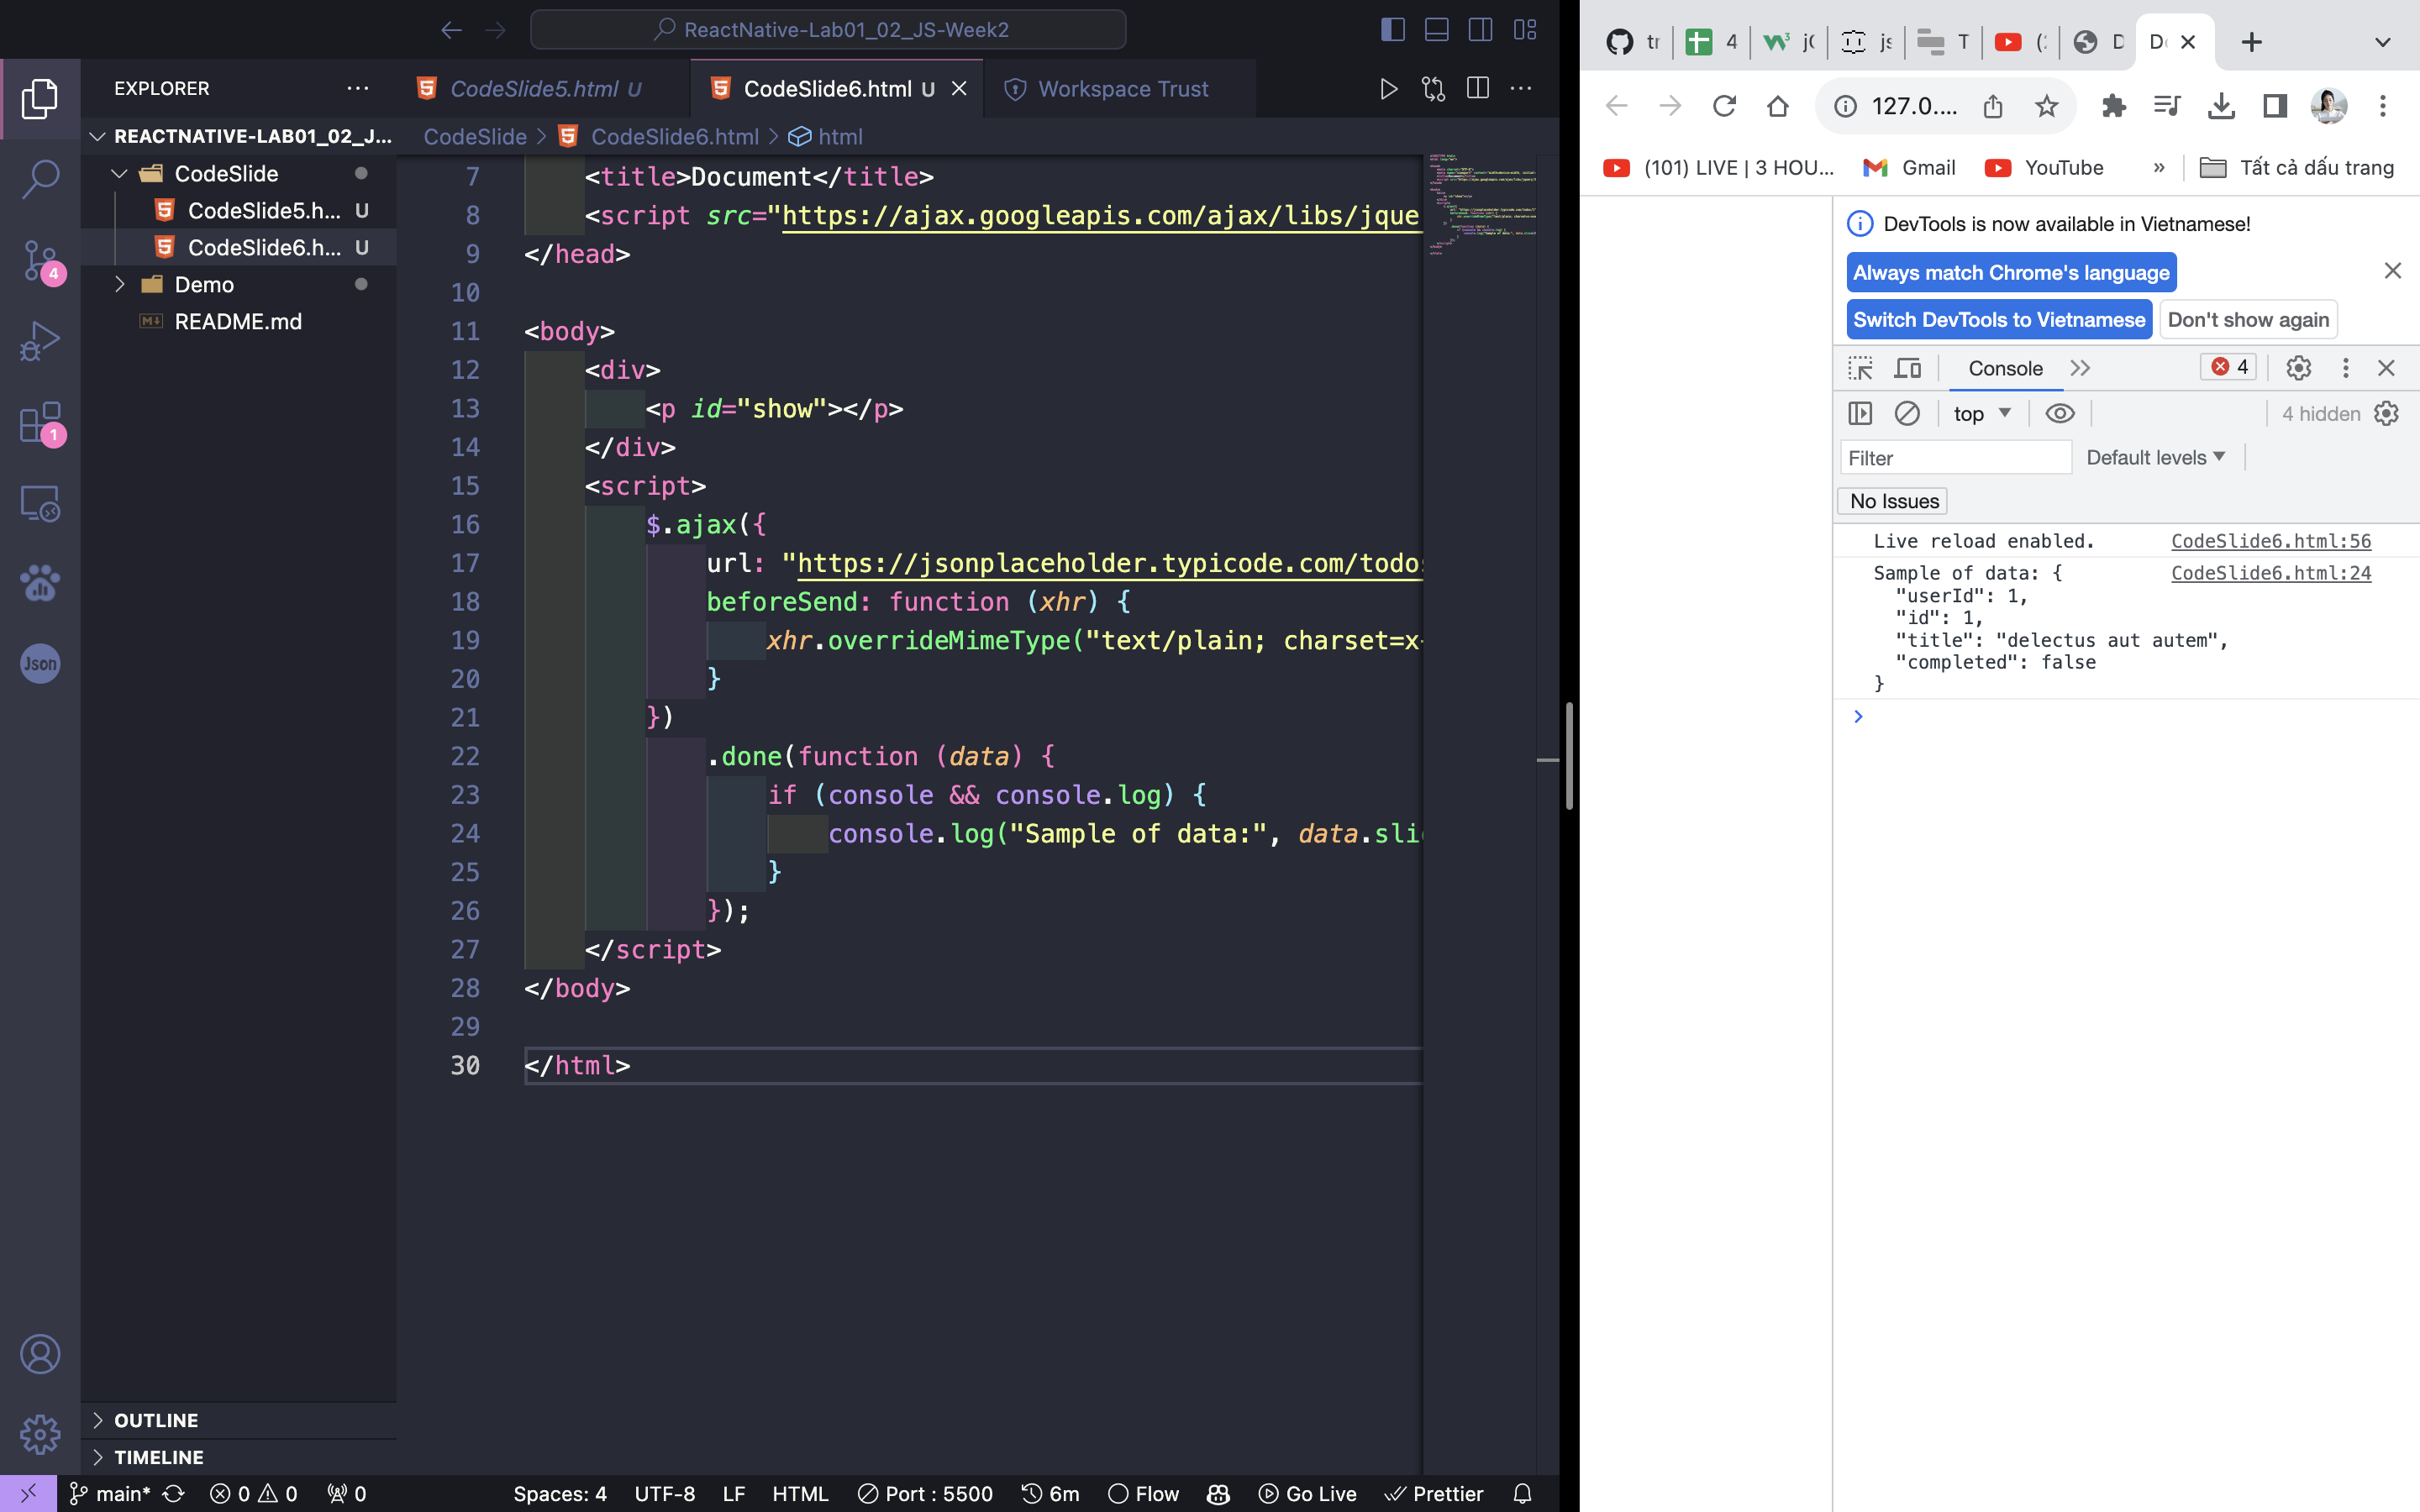 ReactNative-Lab01_02_JS-Week2
EXPLORER
REACTNATIVE-LAB01_02_J...
CodeSlide
CodeSlide5.h... U
CodeSlide6.h... U
Demo
README.md
OUTLINE
TIMELINE
4
1
Json
CodeSlide5.html U
CodeSlide6.html U
Workspace Trust
CodeSlide > CodeSlide6.html > html
7 <title>Document</title>
8 <script src="https://ajax.googleapis.com/ajax/libs/jque
9 </head>
10
11 <body>
12 <div>
13 <p id="show"></p>
14 </div>
15 <script>
16 $.ajax({
17 url: "https://jsonplaceholder.typicode.com/todos
18 beforeSend: function (xhr) {
19 xhr.overrideMimeType("text/plain; charset=x-
20 }
21 })
22 .done(function (data) {
23 if (console && console.log) {
24 console.log("Sample of data:", data.slic
25 }
26 });
27 </script>
28 </body>
29
30 </html>
main* 0 0 0 Spaces: 4 UTF-8 LF HTML Port : 5500 6m Flow Go Live Prettier
4
127.0....
(101) LIVE | 3 HOU... Gmail YouTube » Tất cả dấu trang
DevTools is now available in Vietnamese!
Always match Chrome's language
Switch DevTools to Vietnamese Don't show again
Console 4
top 4 hidden
Filter Default levels
No Issues
Live reload enabled. CodeSlide6.html:56
Sample of data: { CodeSlide6.html:24
"userId": 1,
"id": 1,
"title": "delectus aut autem",
"completed": false
}